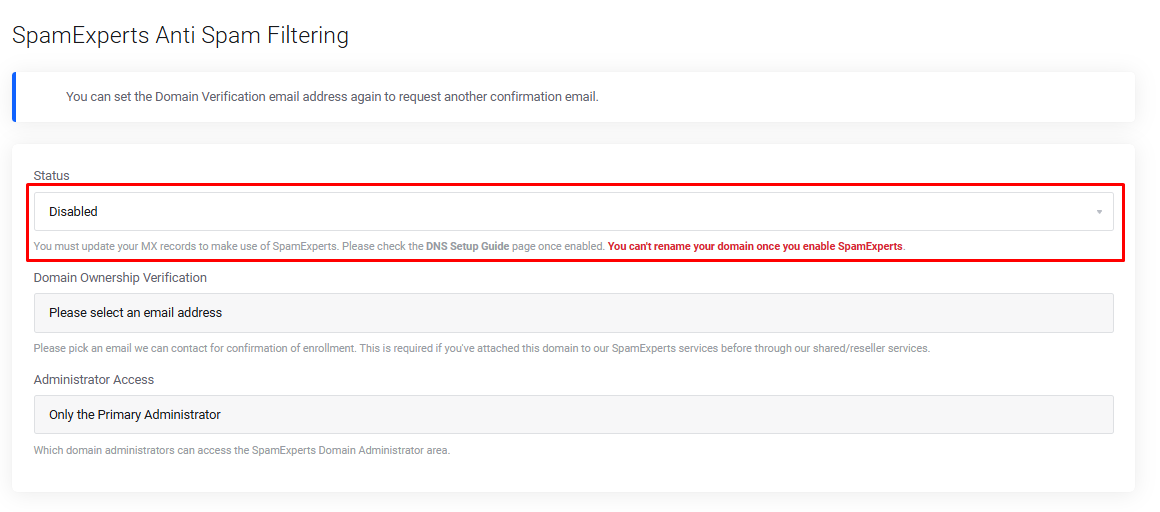 SpamExperts Anti Spam Filtering
You can set the Domain Verification email address again to request another confirmation email.
Status
Disabled
You must update your MX records to make use of SpamExperts. Please check the DNS Setup Guide page once enabled. You can't rename your domain once you enable SpamExperts.
Domain Ownership Verification
Please select an email address
Please pick an email we can contact for confirmation of enrollment. This is required if you've attached this domain to our SpamExperts services before through our shared/reseller services.
Administrator Access
Only the Primary Administrator
Which domain administrators can access the SpamExperts Domain Administrator area.